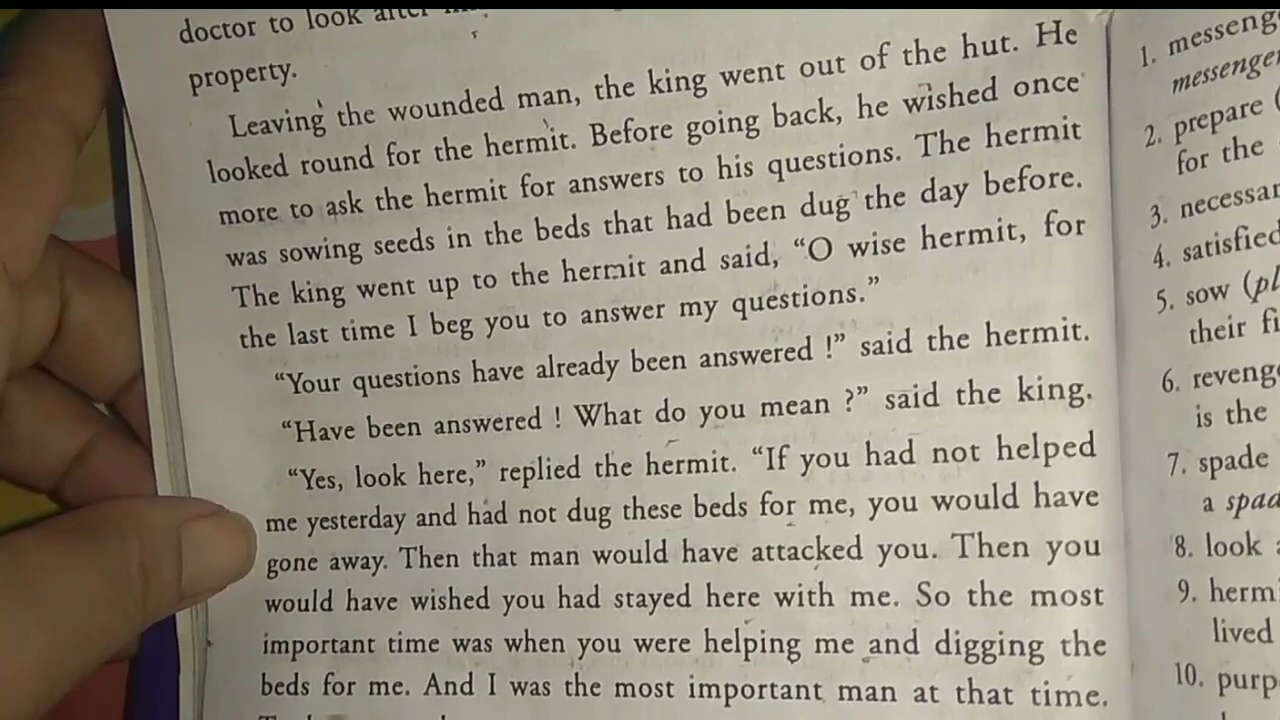 doctor to look after
property.
Leaving the wounded man, the king went out of the hut. He
looked round for the hermit. Before going back, he wished once
more to ask the hermit for answers to his questions. The hermit
was sowing seeds in the beds that had been dug the day before.
The king went up to the hermit and said, “O wise hermit, for
the last time I beg you to answer my questions.”
“Your questions have already been answered !” said the hermit.
“Have been answered ! What do you mean ?” said the king.
“Yes, look here,” replied the hermit. “If you had not helped
me yesterday and had not dug these beds for me, you would have
gone away. Then that man would have attacked you. Then you
would have wished you had stayed here with me. So the most
important time was when you were helping me and digging the
beds for me. And I was the most important man at that time.
1. messeng
messenger
2. prepare (
for the
3. necessar
4. satisfied
5. sow (pl
their fi
6. reveng
is the
7. spade
a spad
8. look a
9. herm
lived
10. purp